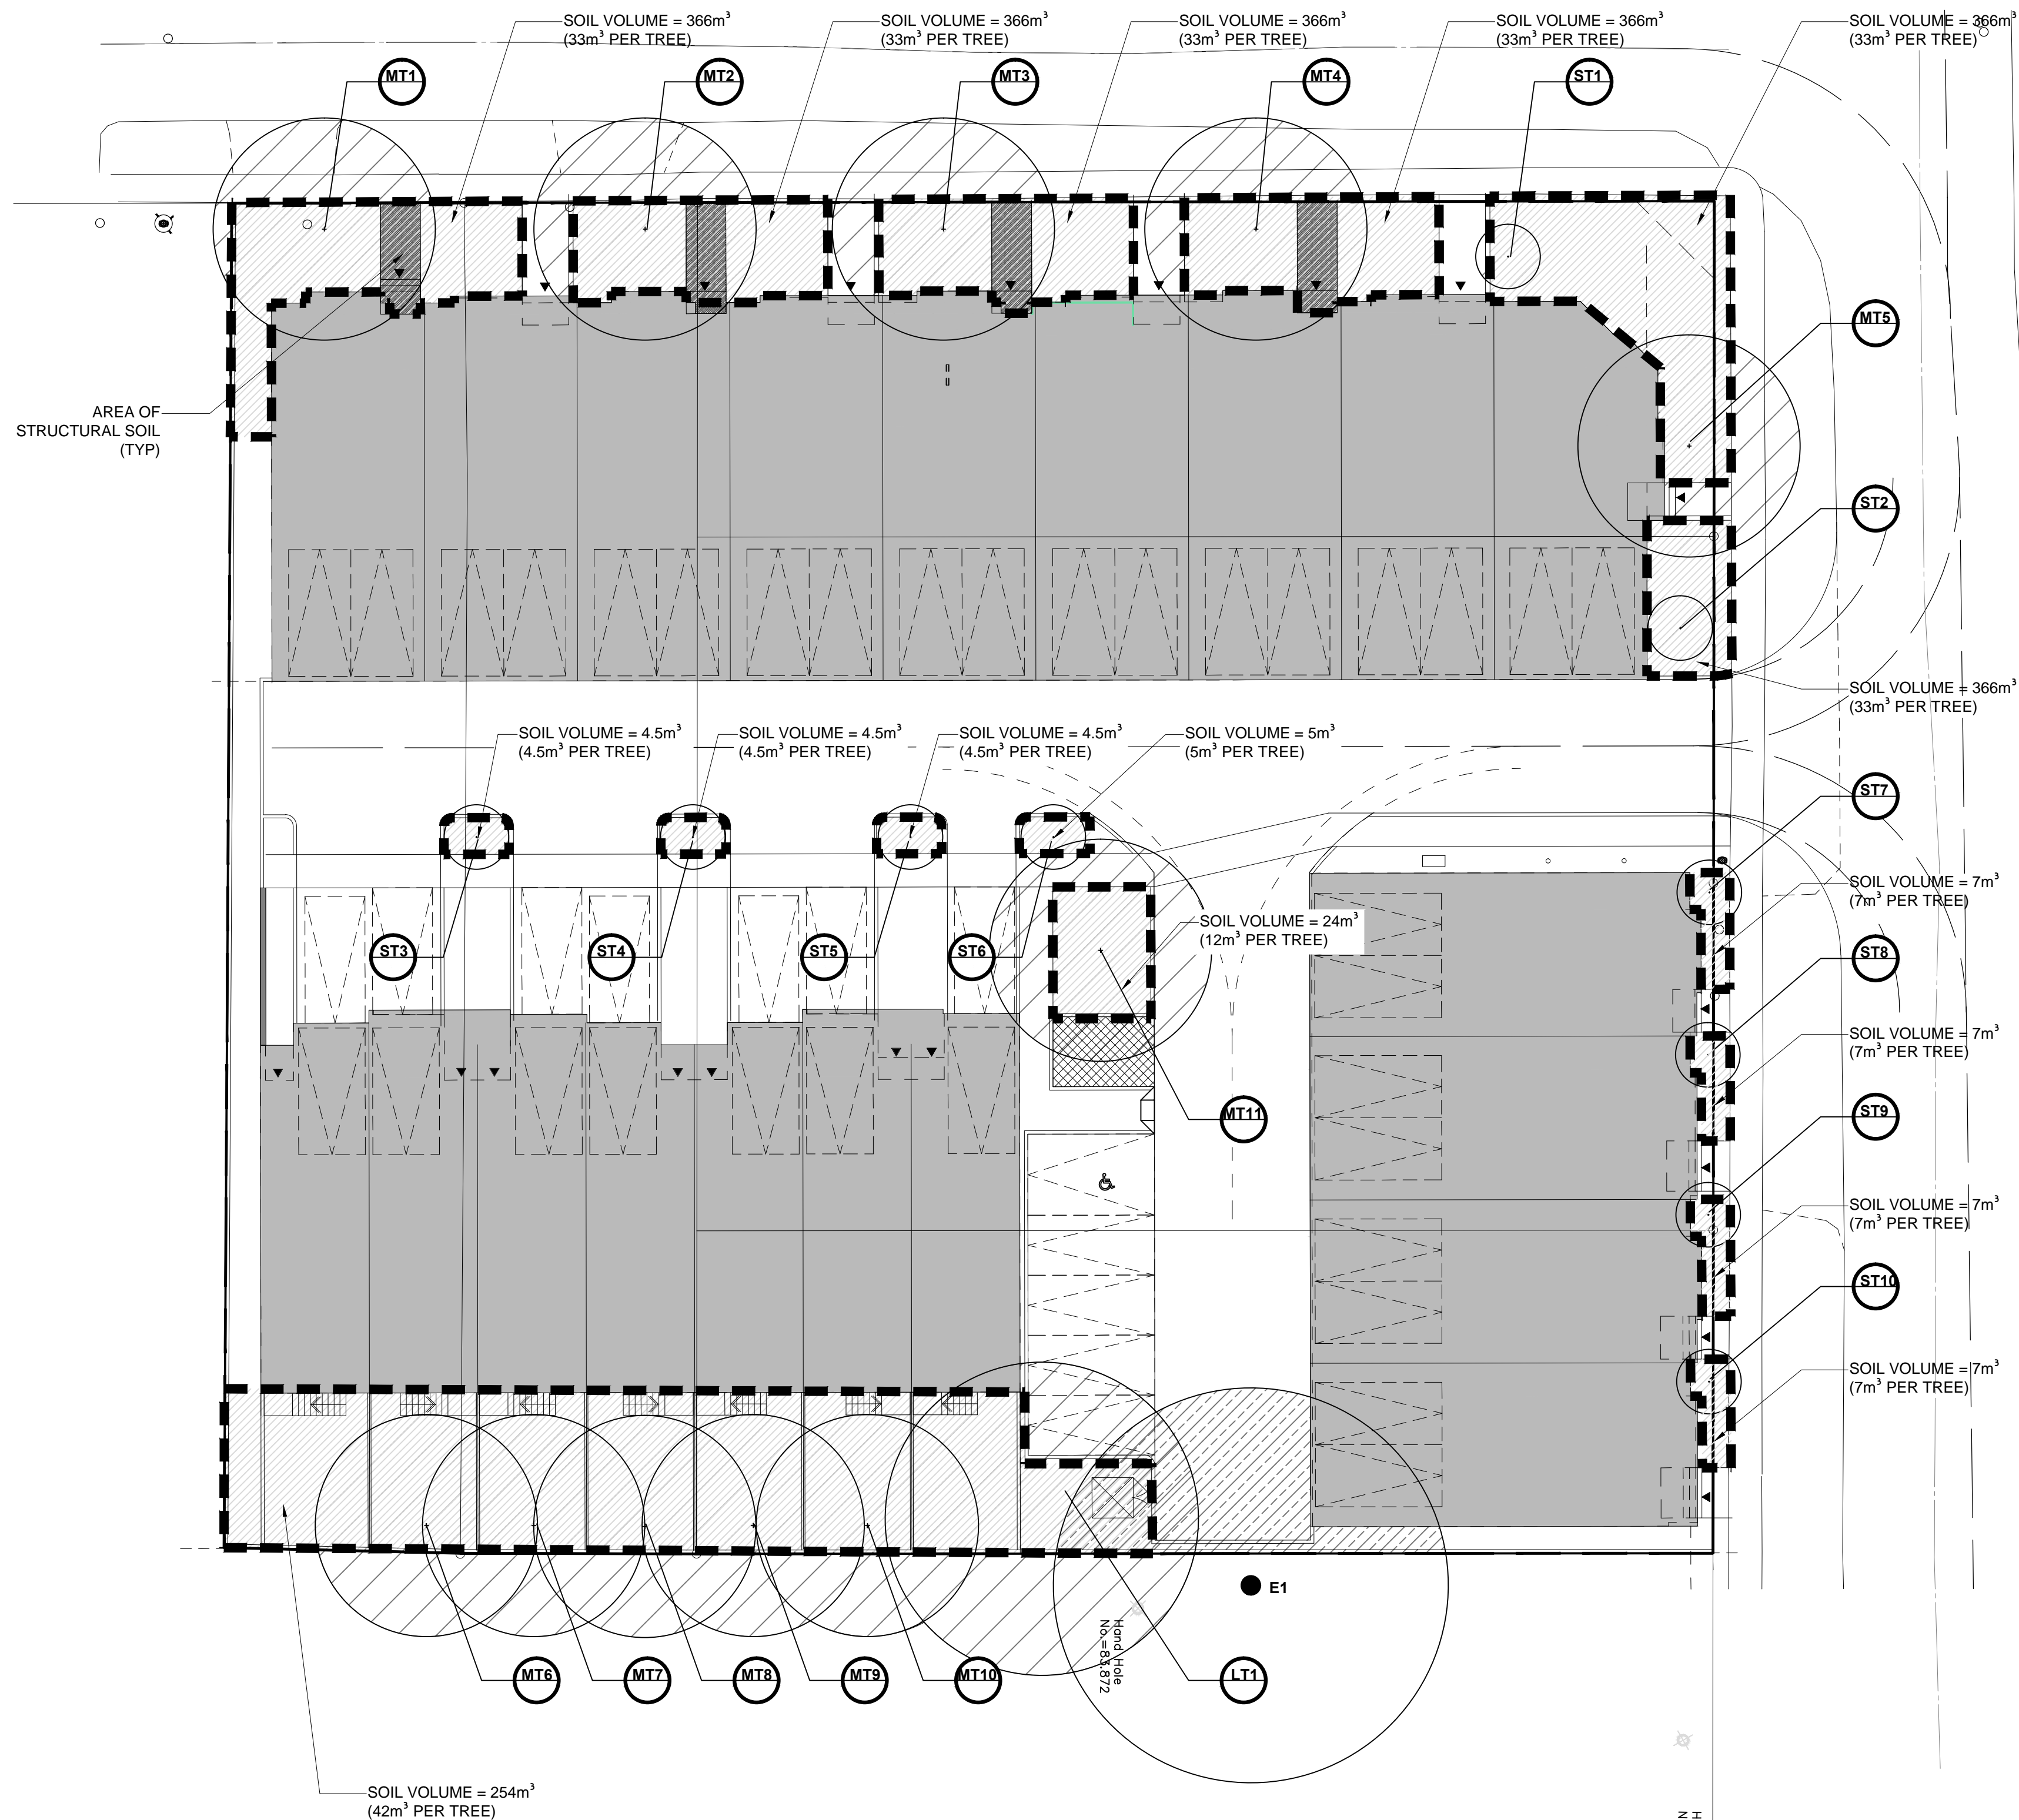 SOIL VOLUME = 366m³
(33m³ PER TREE)
SOIL VOLUME = 366m³
(33m³ PER TREE)
SOIL VOLUME = 366m³
(33m³ PER TREE)
SOIL VOLUME = 366m³
(33m³ PER TREE)
SOIL VOLUME = 366m³
(33m³ PER TREE)
MT1
MT2
MT3
MT4
ST1
MT5
AREA OF
STRUCTURAL SOIL
(TYP)
ST2
SOIL VOLUME = 366m³
(33m³ PER TREE)
SOIL VOLUME = 4.5m³
(4.5m³ PER TREE)
SOIL VOLUME = 4.5m³
(4.5m³ PER TREE)
SOIL VOLUME = 4.5m³
(4.5m³ PER TREE)
SOIL VOLUME = 5m³
(5m³ PER TREE)
ST7
SOIL VOLUME = 7m³
(7m³ PER TREE)
SOIL VOLUME = 24m³
(12m³ PER TREE)
ST3
ST4
ST5
ST6
ST8
SOIL VOLUME = 7m³
(7m³ PER TREE)
MT11
ST9
SOIL VOLUME = 7m³
(7m³ PER TREE)
ST10
SOIL VOLUME = 7m³
(7m³ PER TREE)
E1
Hand Hole
No.=83.872
MT6
MT7
MT8
MT9
MT10
LT1
SOIL VOLUME = 254m³
(42m³ PER TREE)
H
N